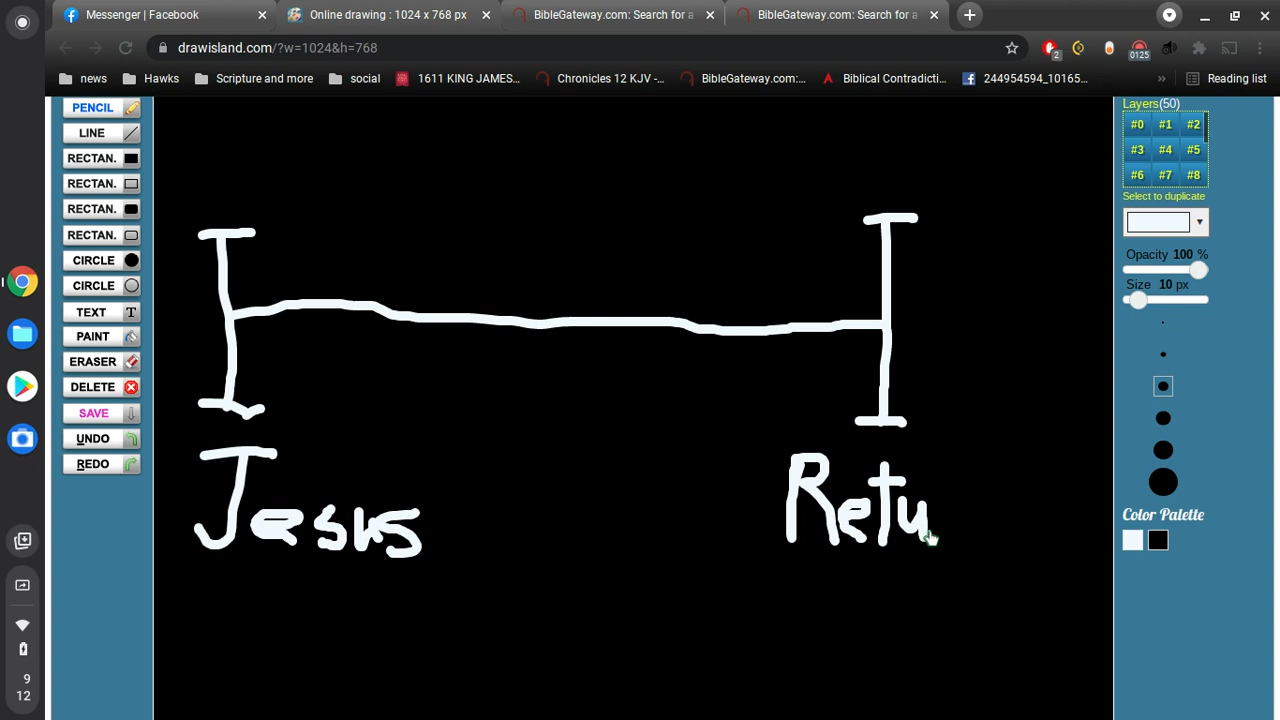 Messenger | Facebook
Online drawing : 1024 x 768 px
BibleGateway.com: Search for a
BibleGateway.com: Search for a
drawisland.com/?w=1024&h=768
2
0125
news
Hawks
Scripture and more
social
1611 KING JAMES...
Chronicles 12 KJV -...
BibleGateway.com:...
Biblical Contradicti...
244954594_10165...
»
Reading list
PENCIL
LINE
RECTAN.
RECTAN.
RECTAN.
RECTAN.
CIRCLE
CIRCLE
TEXT T
PAINT
ERASER
DELETE
SAVE
UNDO
REDO
Jesus
Retu
Layers(50)
#0 #1 #2
#3 #4 #5
#6 #7 #8
Select to duplicate
Opacity 100 %
Size 10 px
Color Palette
9
12